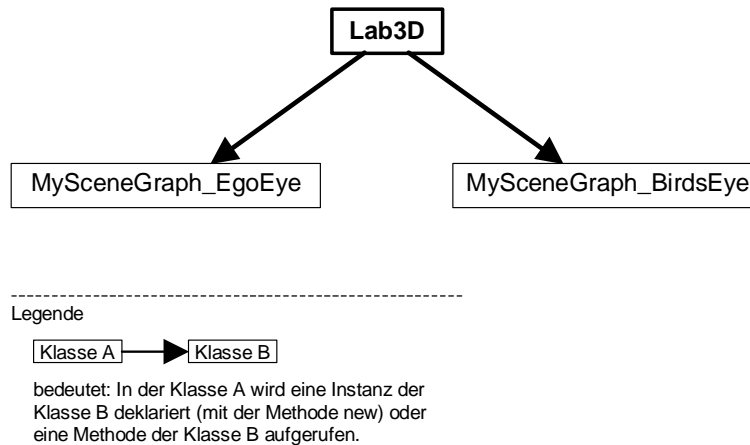 Lab3D
MySceneGraph_EgoEye
MySceneGraph_BirdsEye
Legende
Klasse A
Klasse B
bedeutet: In der Klasse A wird eine Instanz der
Klasse B deklariert (mit der Methode new) oder
eine Methode der Klasse B aufgerufen.